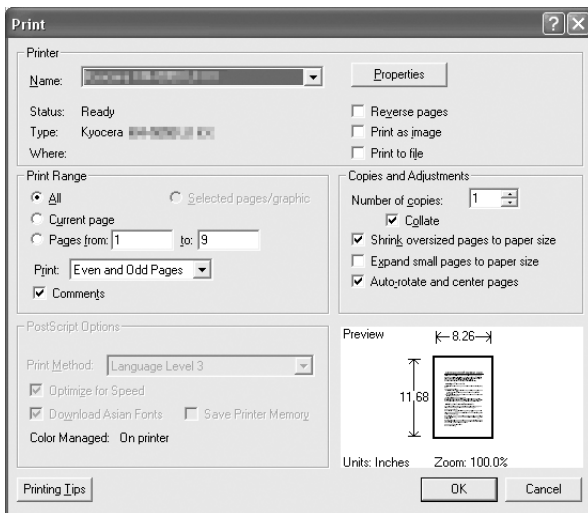 Print
Printer
Name:
Properties
Status: Ready
Type: Kyocera
Where:
Reverse pages
Print as image
Print to file
Print Range
All
Selected pages/graphic
Current page
Pages from: 1 to: 9
Print: Even and Odd Pages
Comments
Copies and Adjustments
Number of copies: 1
Collate
Shrink oversized pages to paper size
Expand small pages to paper size
Auto-rotate and center pages
PostScript Options
Print Method: Language Level 3
Optimize for Speed
Download Asian Fonts Save Printer Memory
Color Managed: On printer
Preview
8.26
11,68
Units: Inches Zoom: 100.0%
Printing Tips
OK
Cancel